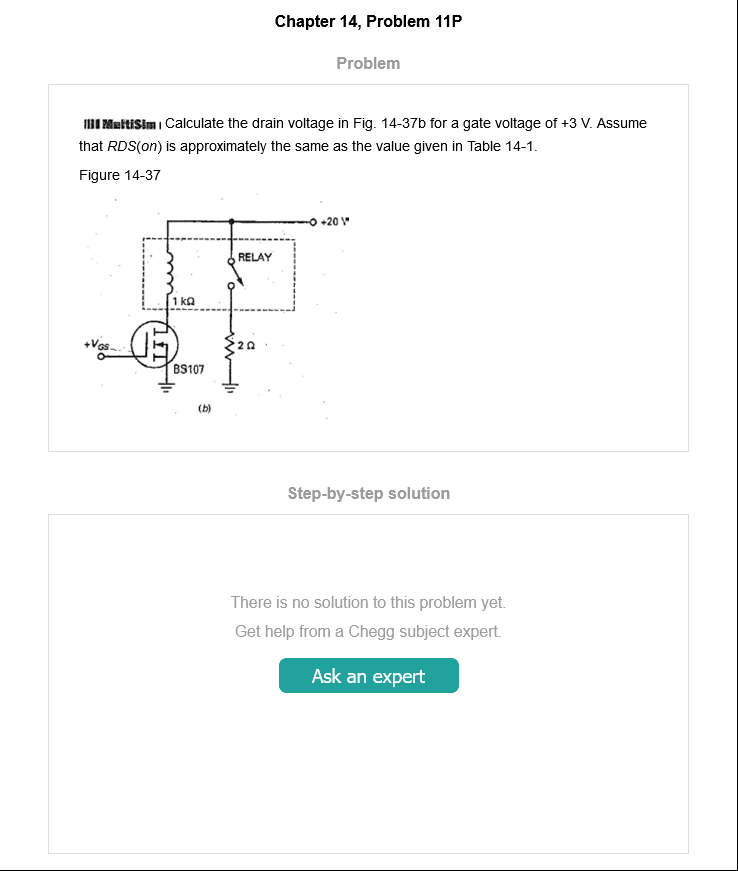 Chapter 14, Problem 11P
Problem
MultiSim Calculate the drain voltage in Fig. 14-37b for a gate voltage of +3 V. Assume
that RDS(on) is approximately the same as the value given in Table 14-1.
Figure 14-37
+20 V
RELAY
1 kΩ
+VGS
2 Ω
BS107
(b)
Step-by-step solution
There is no solution to this problem yet.
Get help from a Chegg subject expert.
Ask an expert